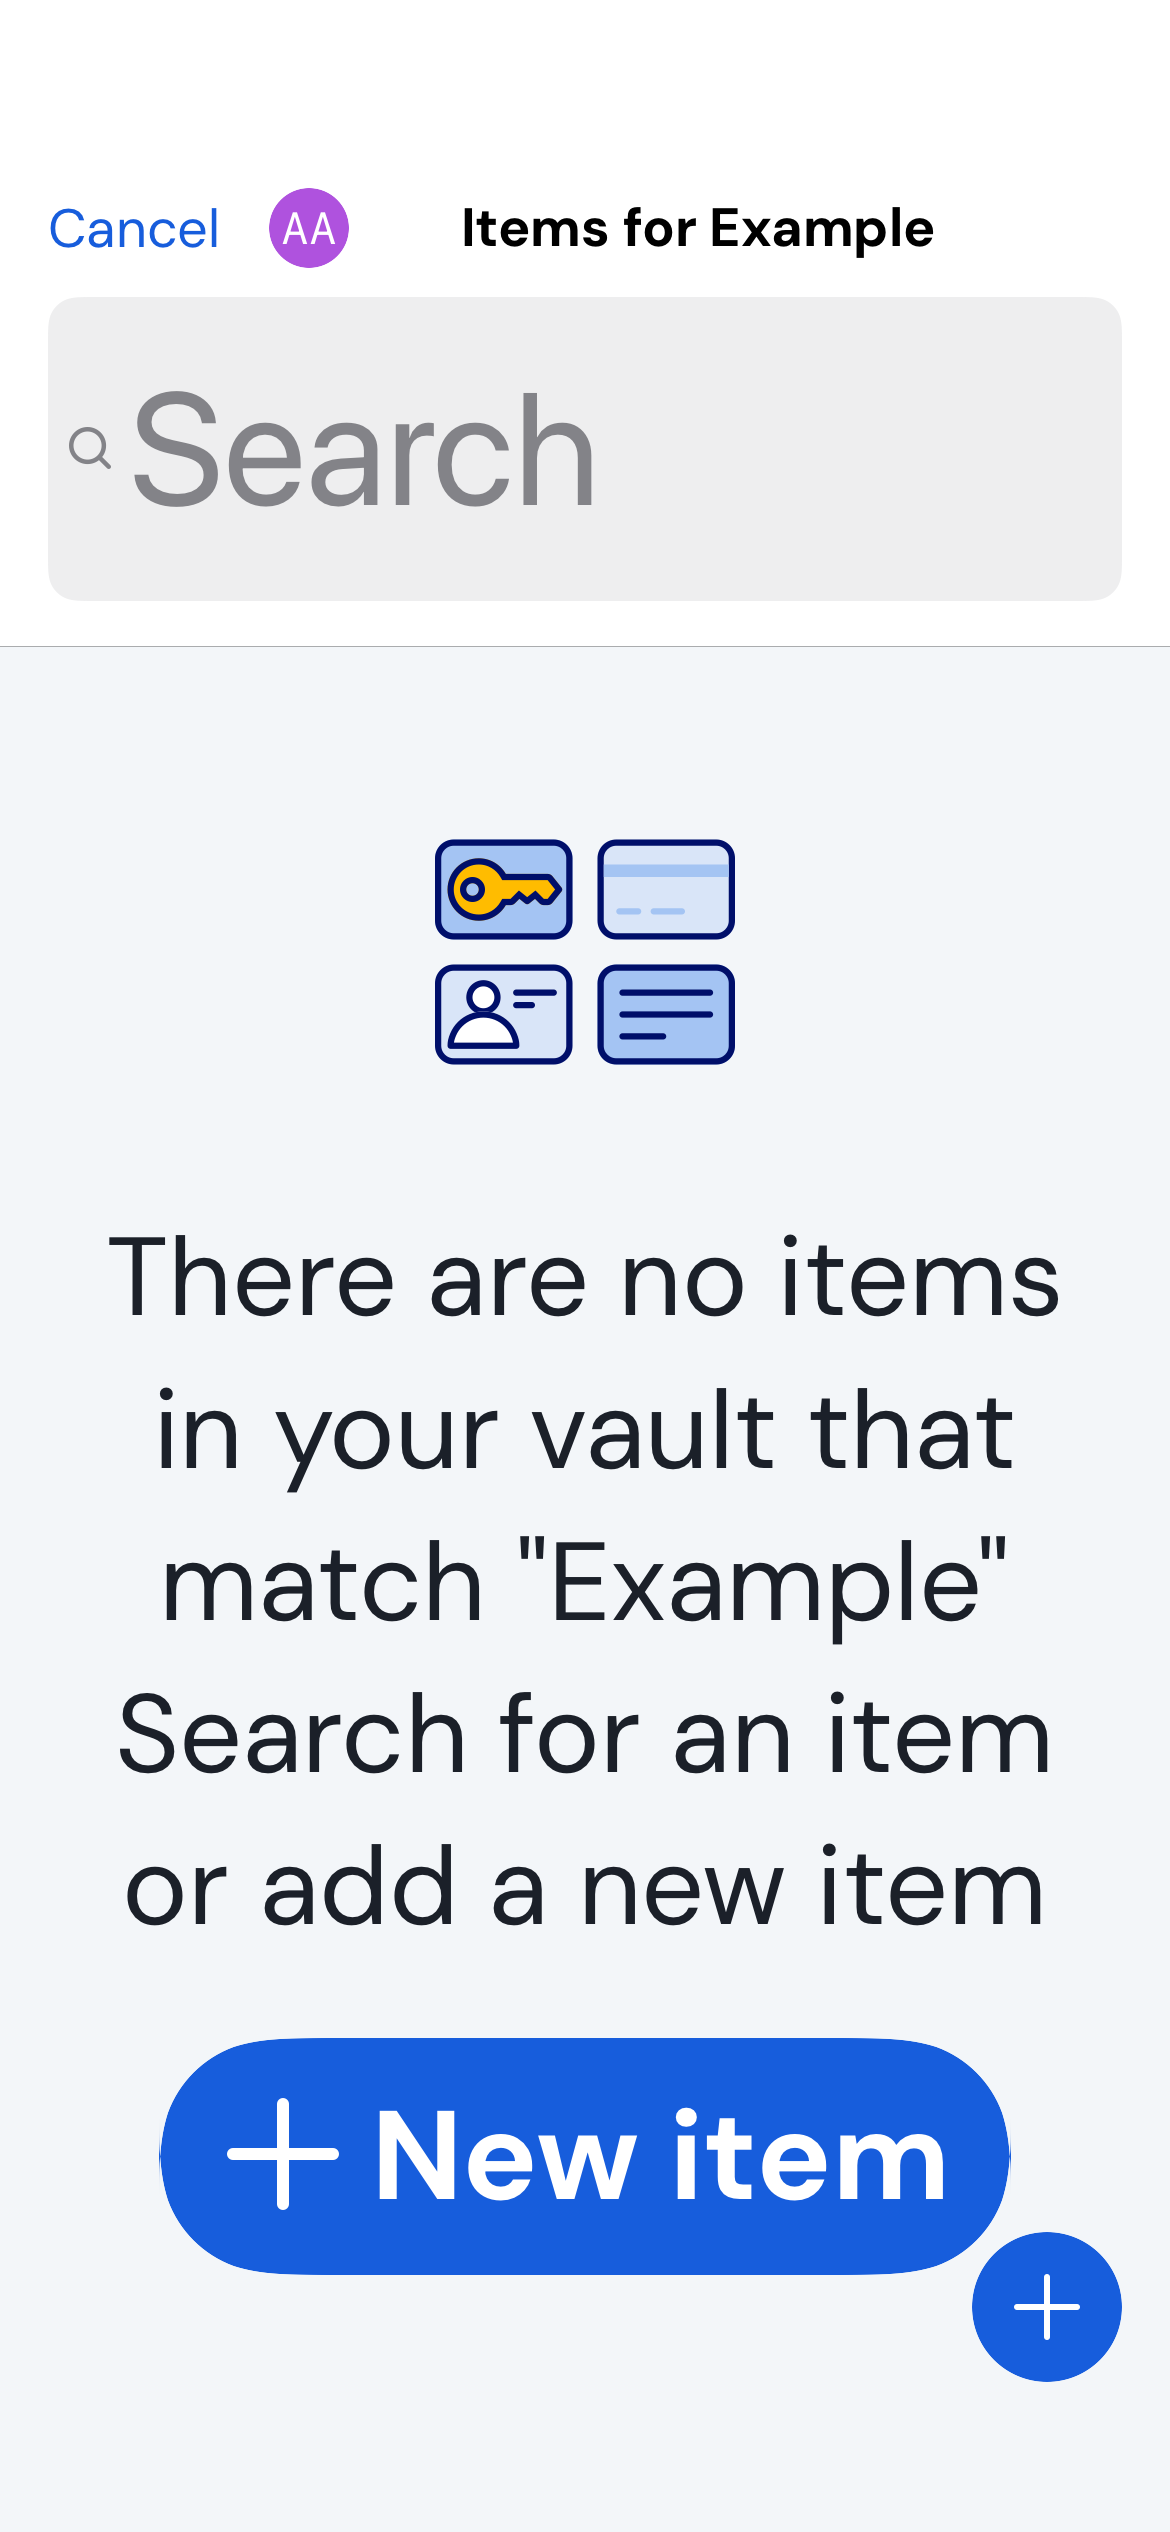 Cancel
AA
Items for Example
Search
There are no items
in your vault that
match "Example"
Search for an item
or add a new item
New item